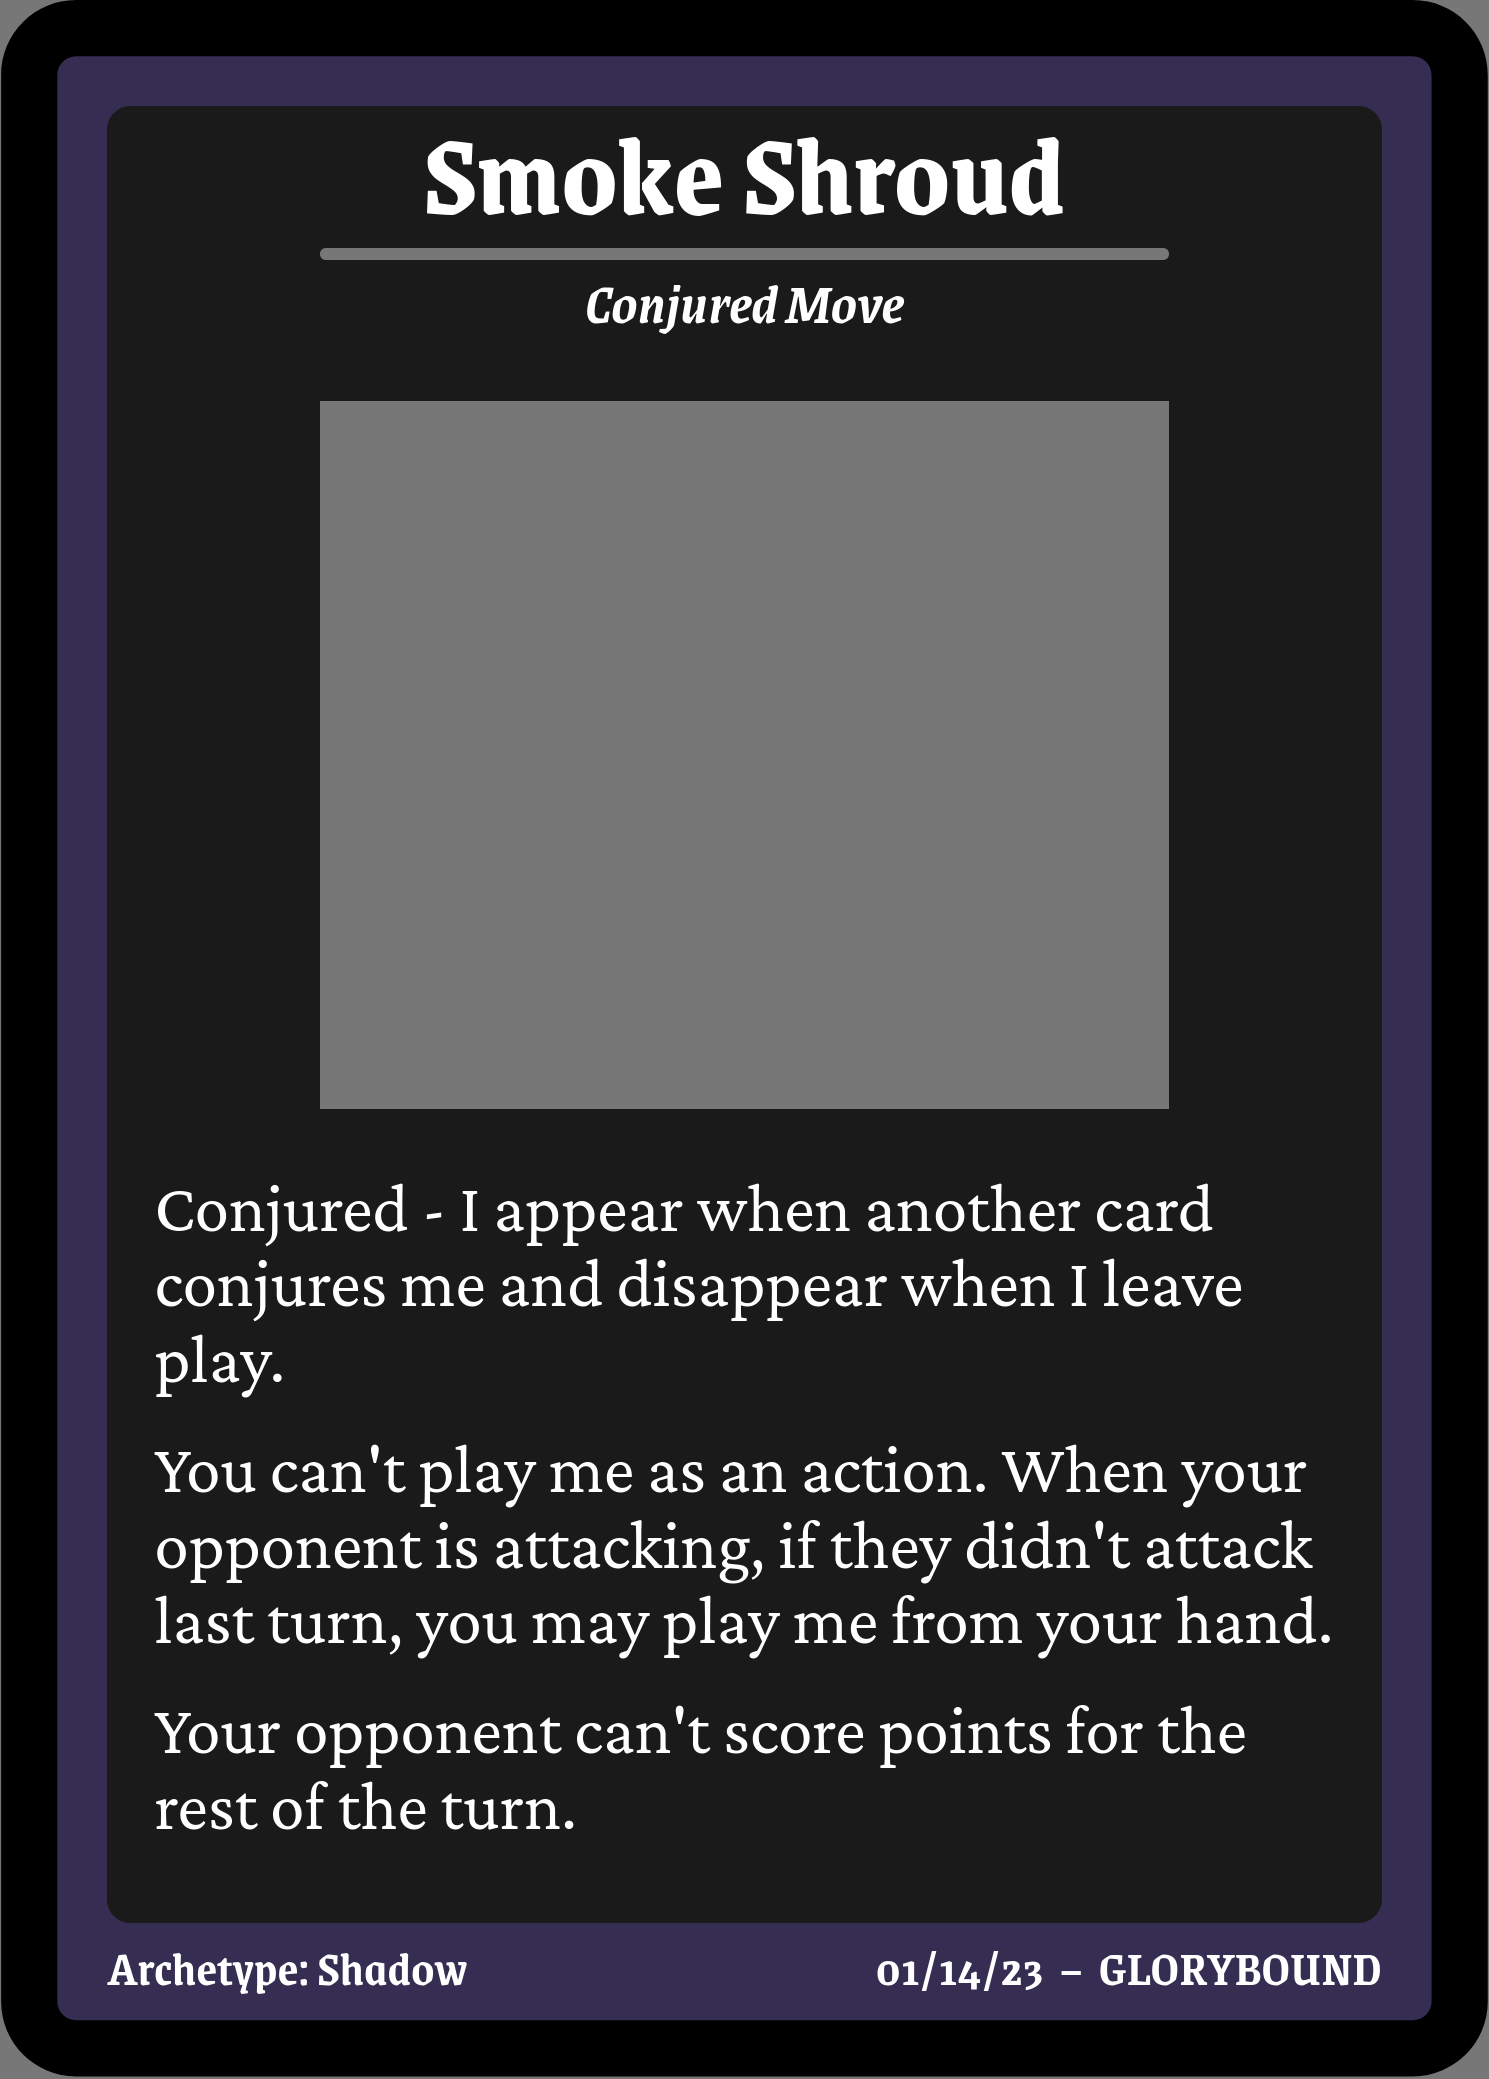 Smoke Shroud
Conjured Move
Conjured - I appear when another card
conjures me and disappear when I leave
play.
You can't play me as an action. When your
opponent is attacking, if they didn't attack
last turn, you may play me from your hand.
Your opponent can't score points for the
rest of the turn.
Archetype: Shadow
01/14/23 – GLORYBOUND